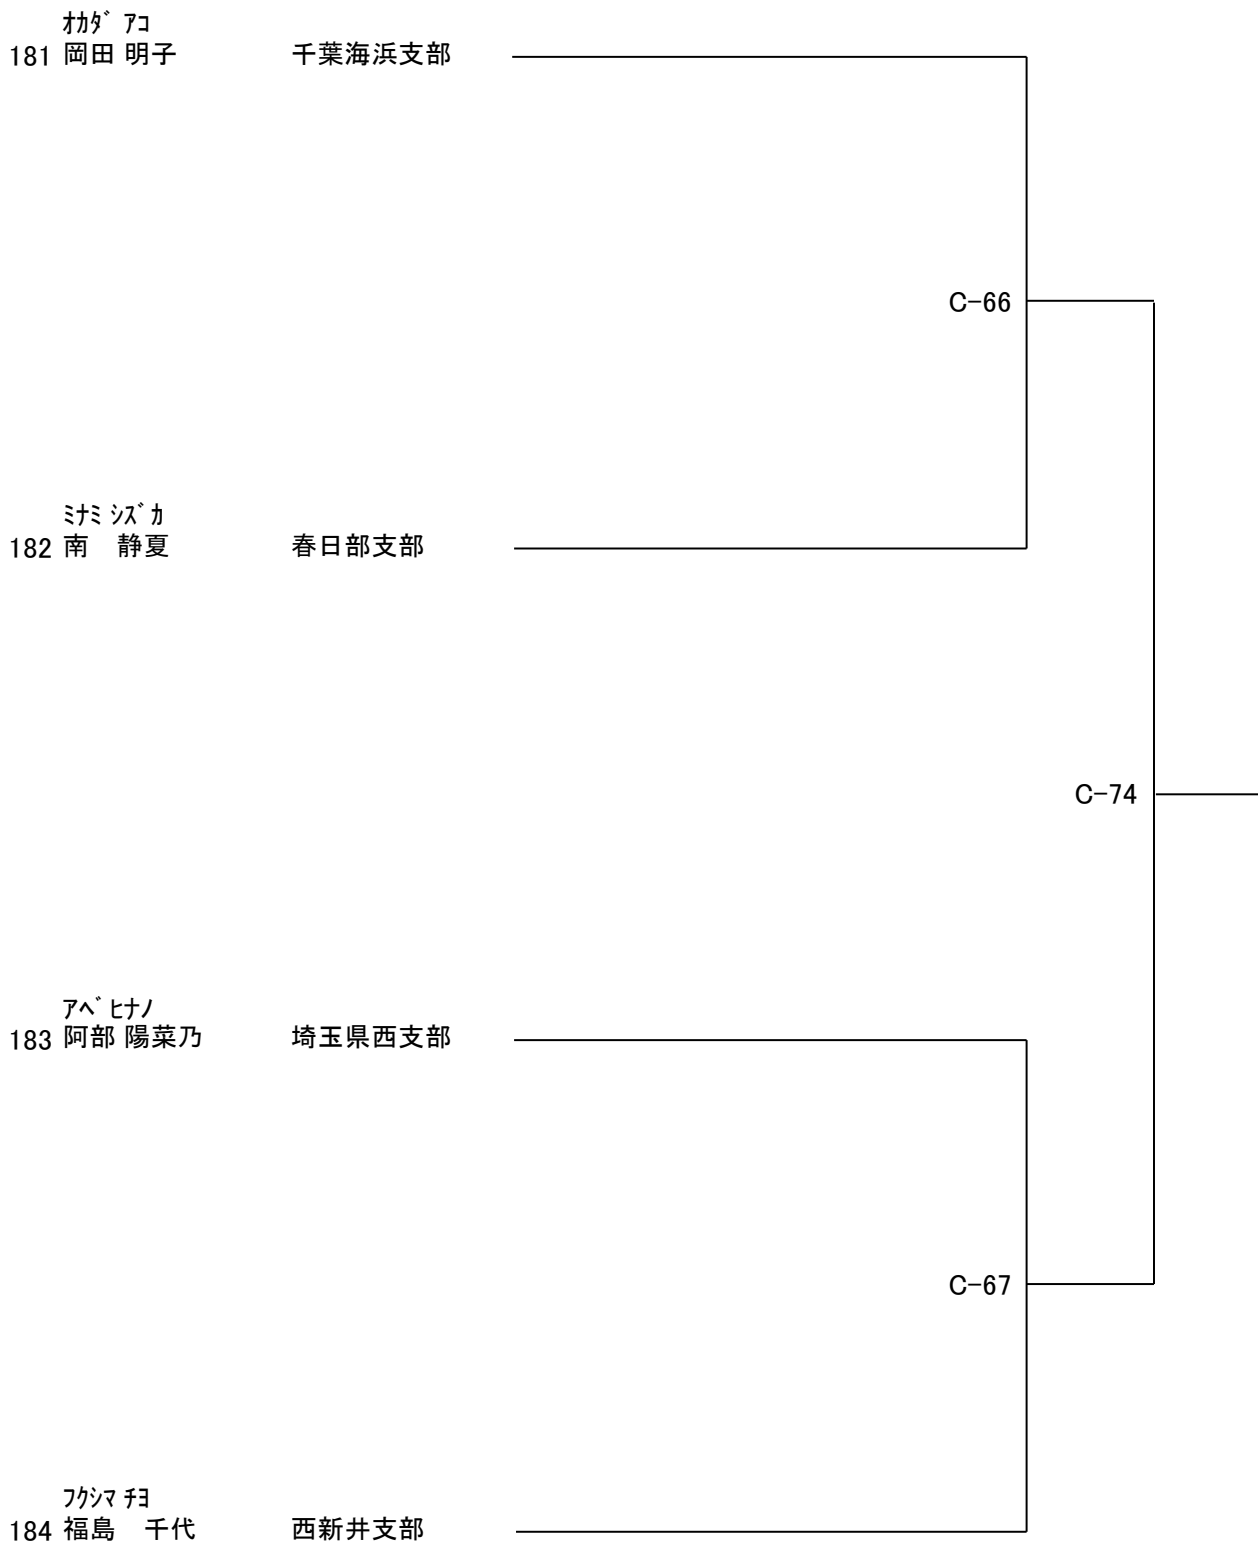 ｵｶﾀﾞ ｱｺ
181 岡田 明子 千葉海浜支部
C-66
ﾐﾅﾐ ｼｽﾞｶ
182 南　静夏 春日部支部
C-74
ｱﾍﾞ ﾋﾅﾉ
183 阿部 陽菜乃 埼玉県西支部
C-67
ﾌｸｼﾏ ﾁﾖ
184 福島　千代 西新井支部